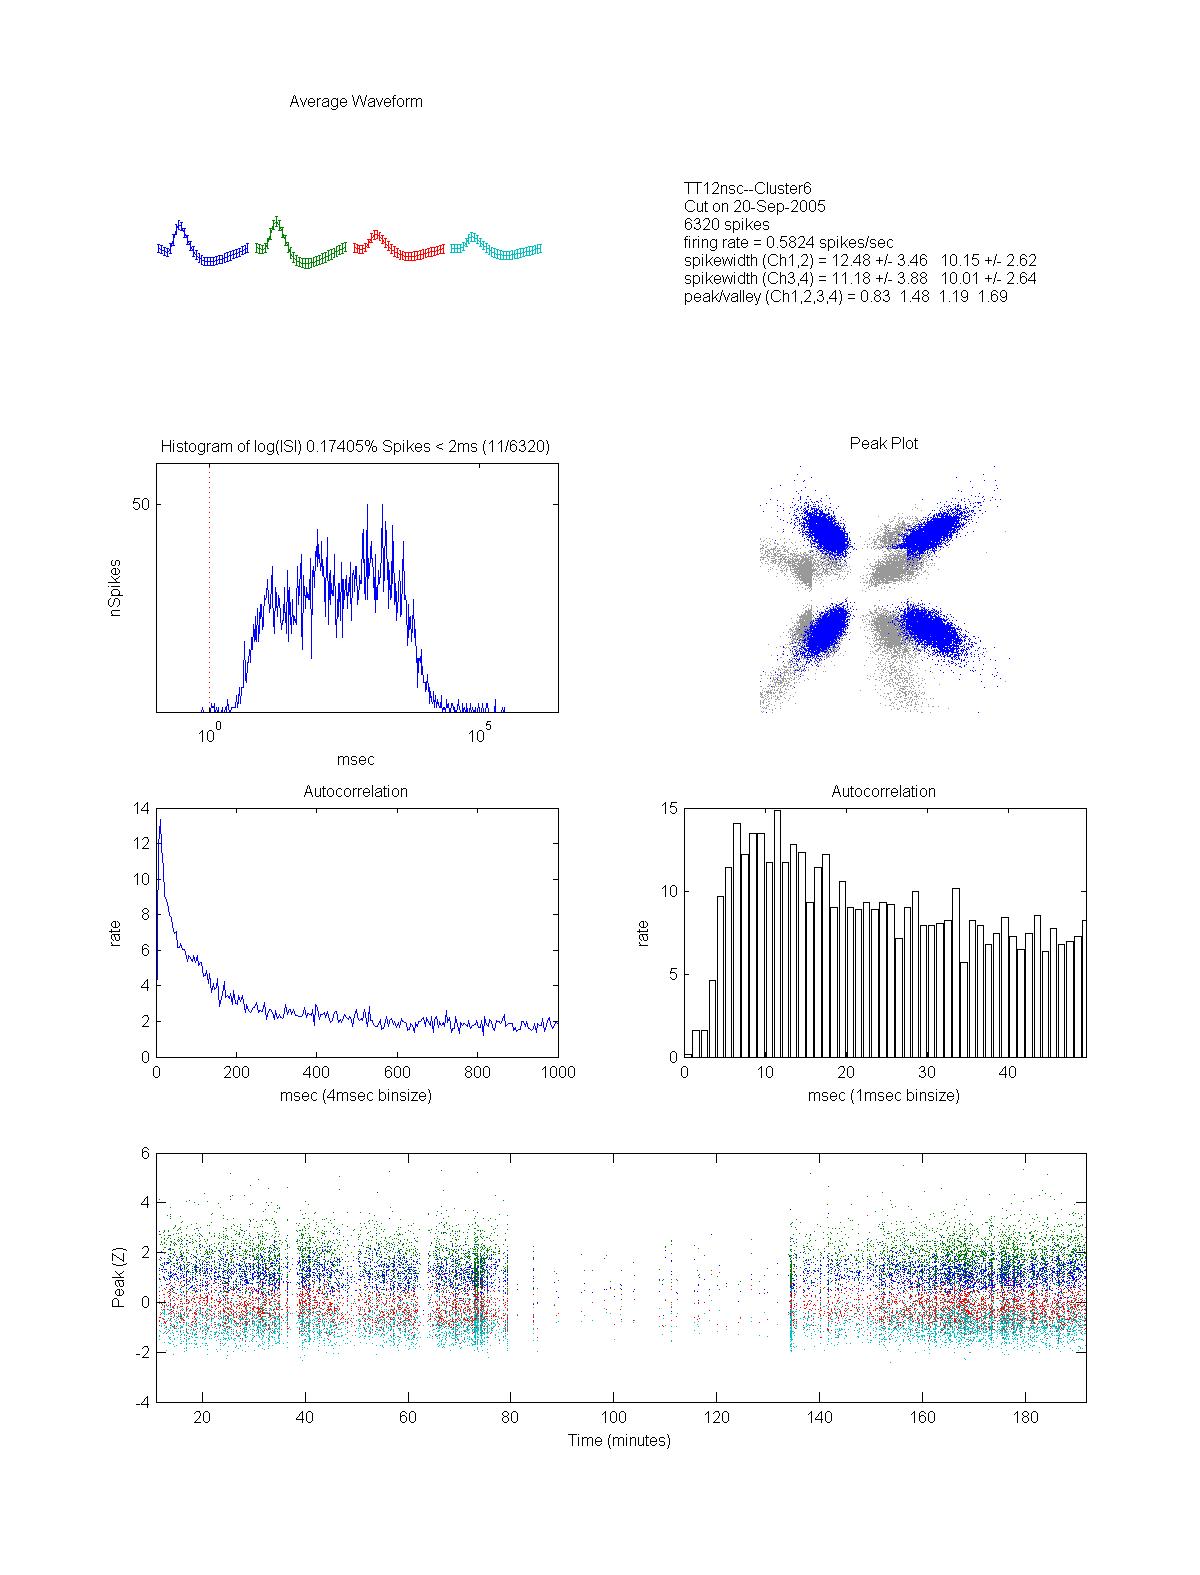 Average Waveform
TT12nsc--Cluster6
Cut on 20-Sep-2005
6320 spikes
firing rate = 0.5824 spikes/sec
spikewidth (Ch1,2) = 12.48 +/- 3.46 10.15 +/- 2.62
spikewidth (Ch3,4) = 11.18 +/- 3.88 10.01 +/- 2.64
peak/valley (Ch1,2,3,4) = 0.83 1.48 1.19 1.69
Histogram of log(ISI) 0.17405% Spikes < 2ms (11/6320)
50
nSpikes
10^0 10^5
msec
Peak Plot
Autocorrelation
14
12
10
8
6
4
2
0
rate
0 200 400 600 800 1000
msec (4msec binsize)
Autocorrelation
15
10
5
0
rate
0 10 20 30 40
msec (1msec binsize)
6
4
2
0
-2
-4
Peak (Z)
20 40 60 80 100 120 140 160 180
Time (minutes)